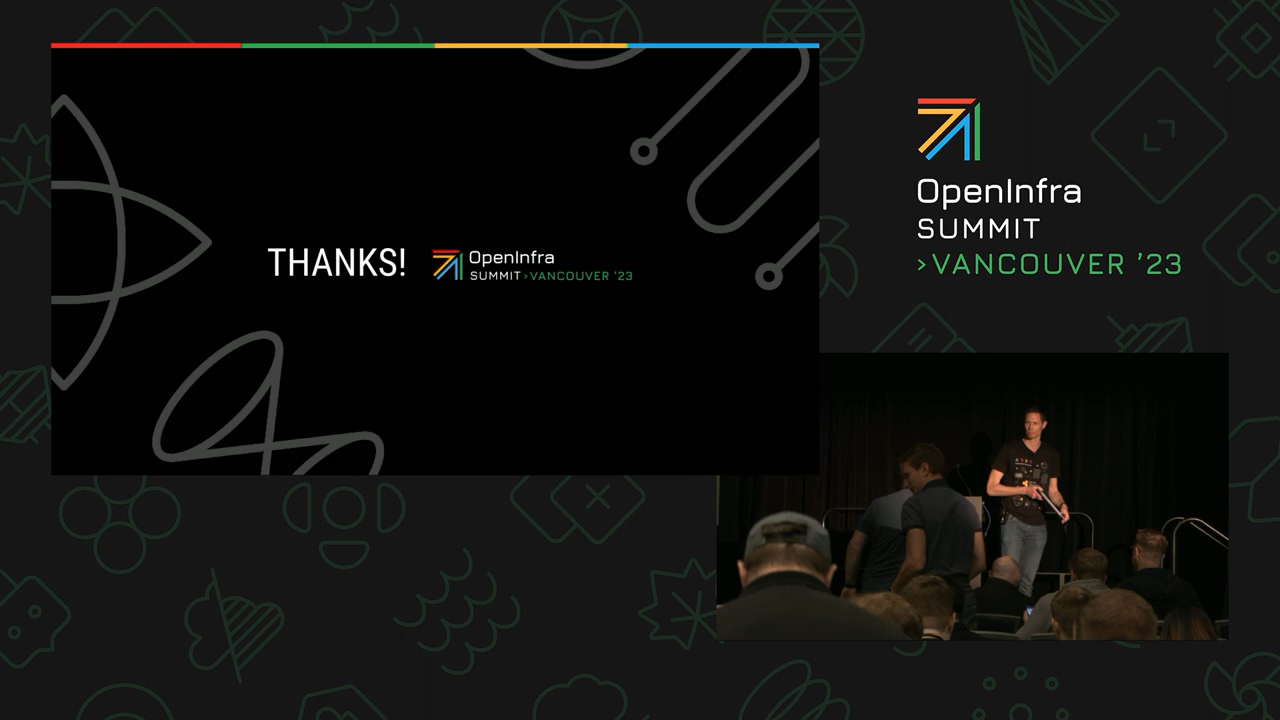 THANKS!
OpenInfra
SUMMIT›VANCOUVER '23
OpenInfra
SUMMIT
›VANCOUVER '23